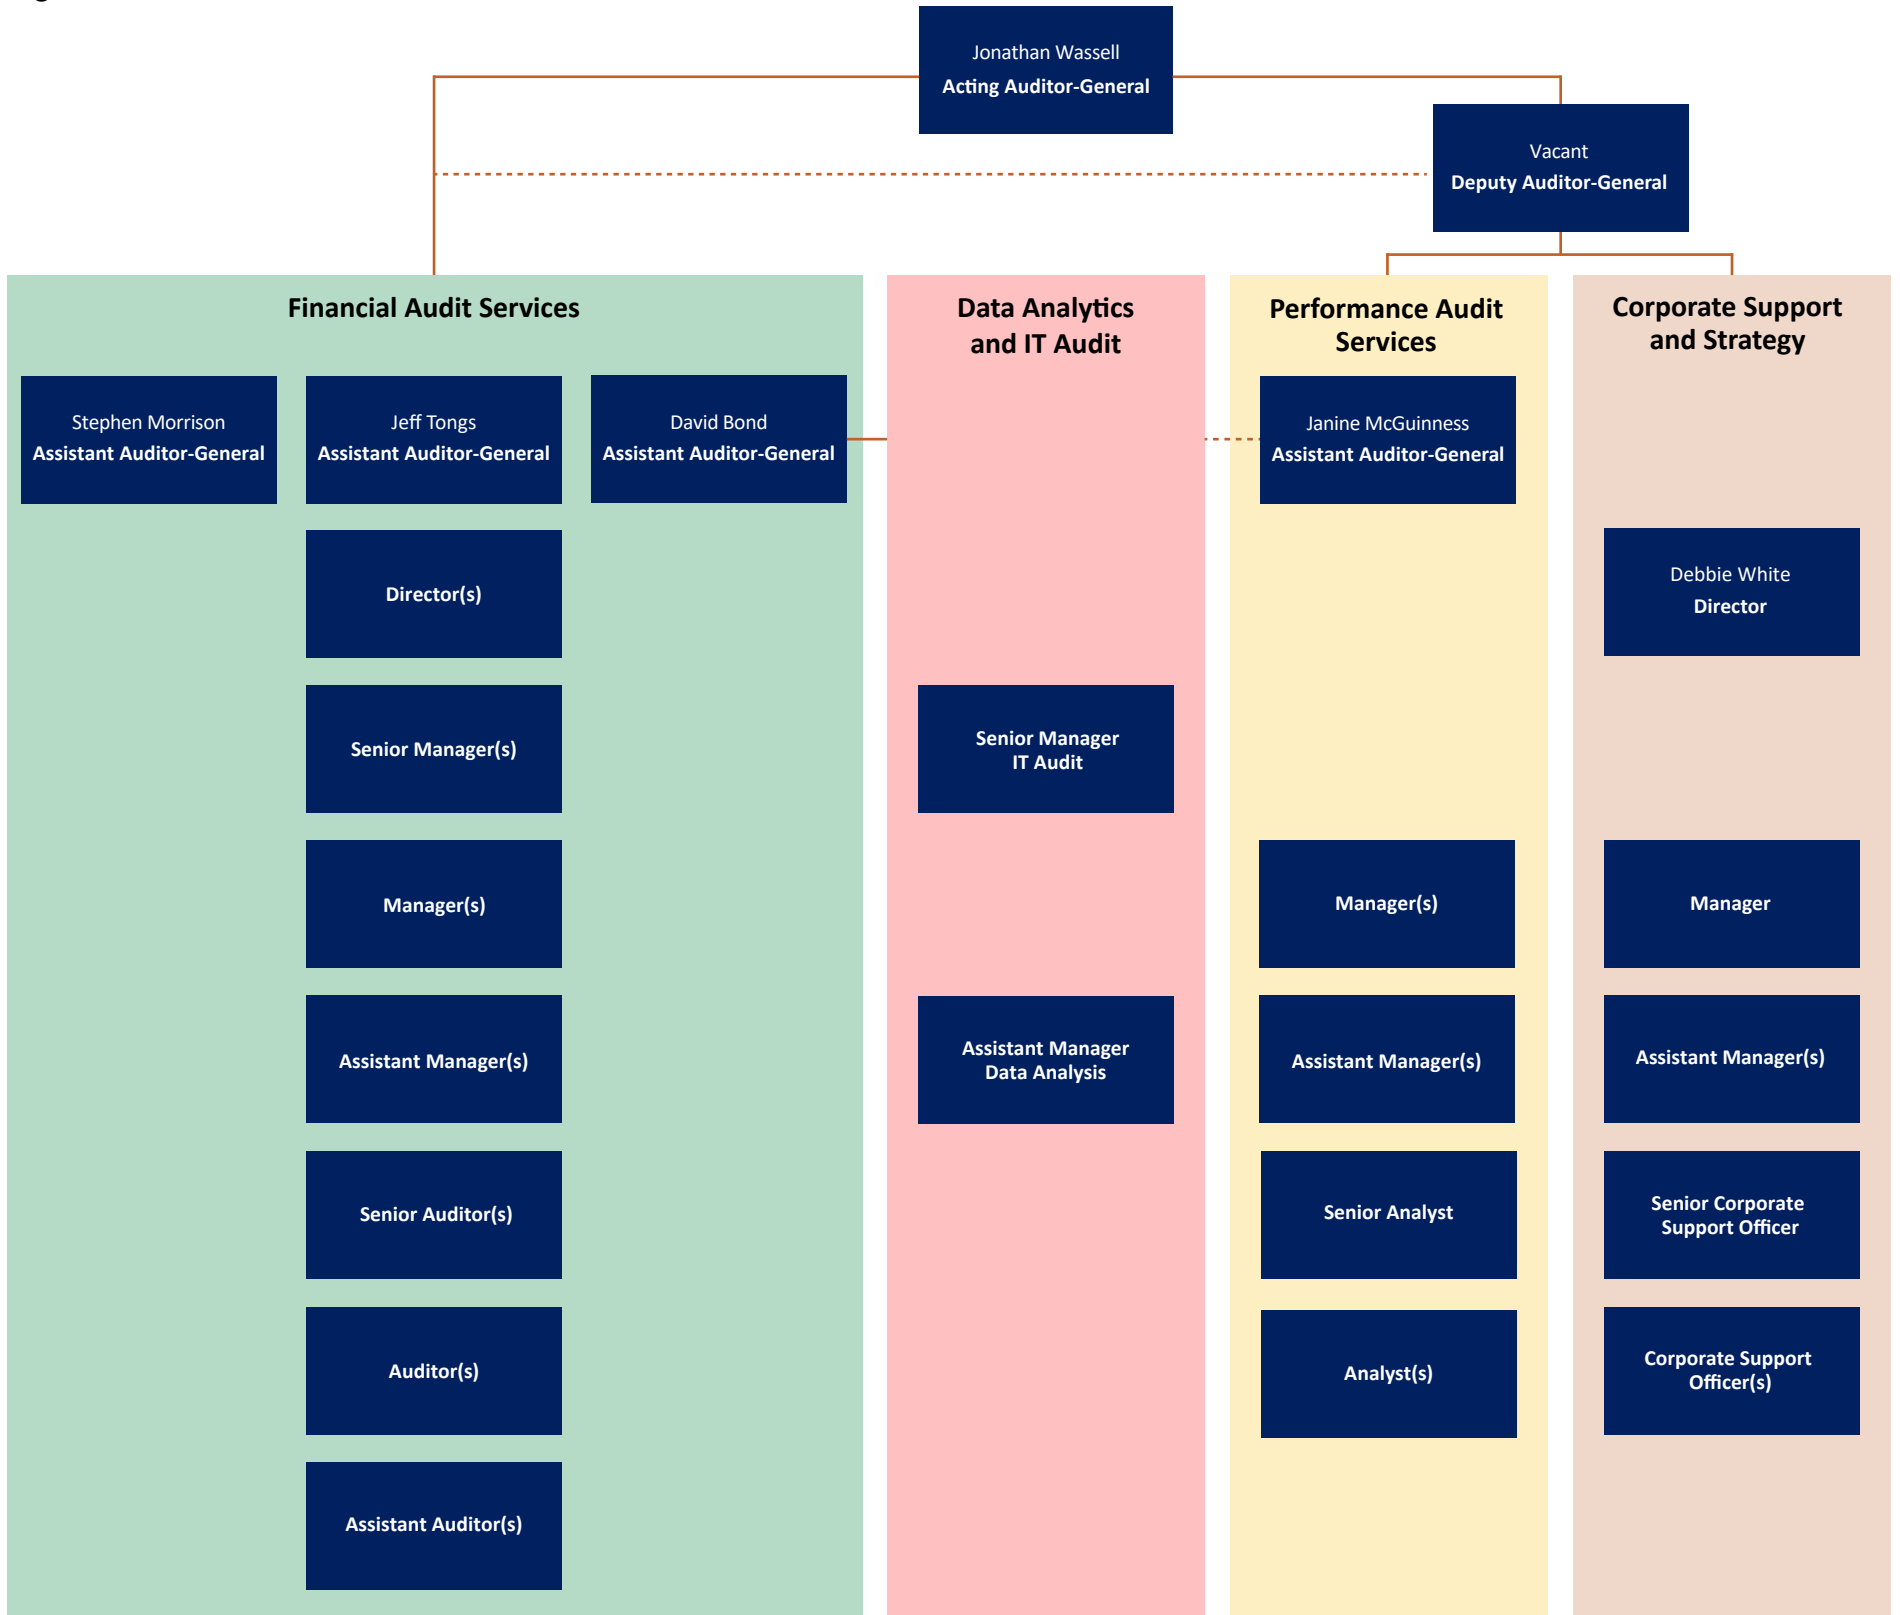 Jonathan Wassell
Acting Auditor-General
Vacant
Deputy Auditor-General
Financial Audit Services
Stephen Morrison
Assistant Auditor-General
Jeff Tongs
Assistant Auditor-General
David Bond
Assistant Auditor-General
Director(s)
Senior Manager(s)
Manager(s)
Assistant Manager(s)
Senior Auditor(s)
Auditor(s)
Assistant Auditor(s)
Data Analytics
and IT Audit
Senior Manager
IT Audit
Assistant Manager
Data Analysis
Performance Audit
Services
Janine McGuinness
Assistant Auditor-General
Manager(s)
Assistant Manager(s)
Senior Analyst
Analyst(s)
Corporate Support
and Strategy
Debbie White
Director
Manager
Assistant Manager(s)
Senior Corporate
Support Officer
Corporate Support
Officer(s)